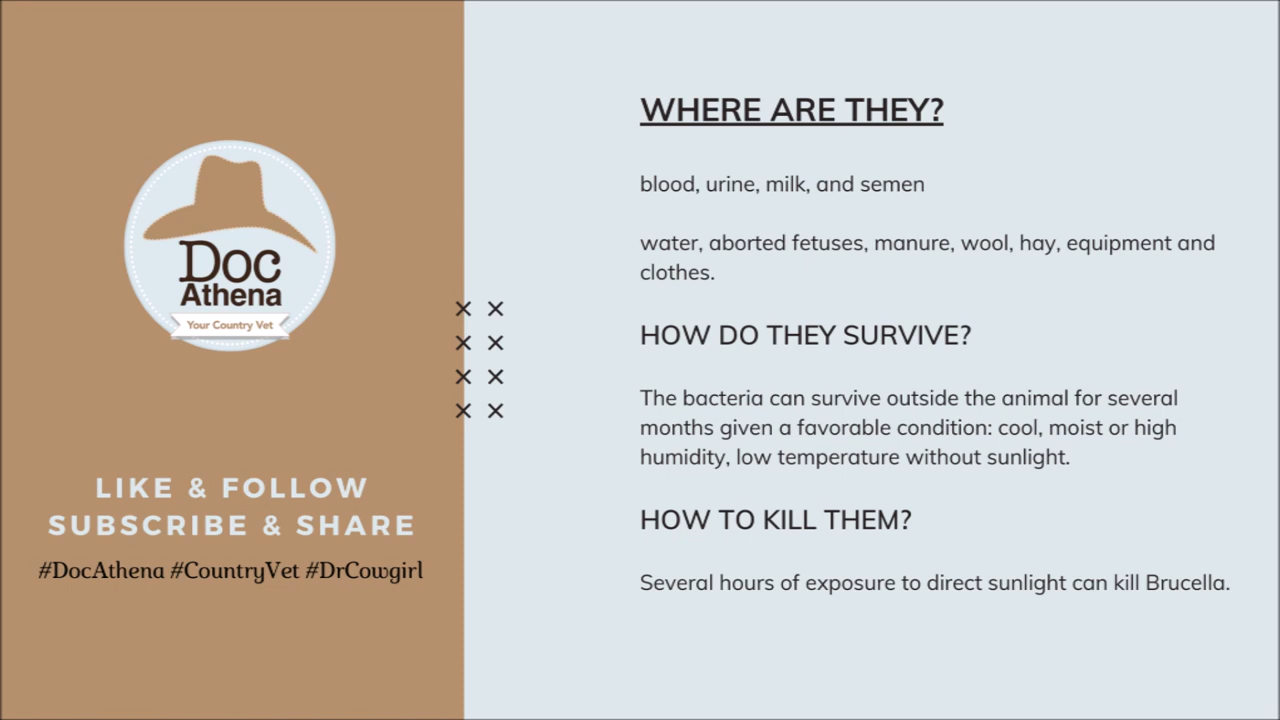 Doc
Athena
Your Country Vet
LIKE & FOLLOW
SUBSCRIBE & SHARE
#DocAthena #CountryVet #DrCowgirl
WHERE ARE THEY?
blood, urine, milk, and semen
water, aborted fetuses, manure, wool, hay, equipment and
clothes.
HOW DO THEY SURVIVE?
The bacteria can survive outside the animal for several
months given a favorable condition: cool, moist or high
humidity, low temperature without sunlight.
HOW TO KILL THEM?
Several hours of exposure to direct sunlight can kill Brucella.